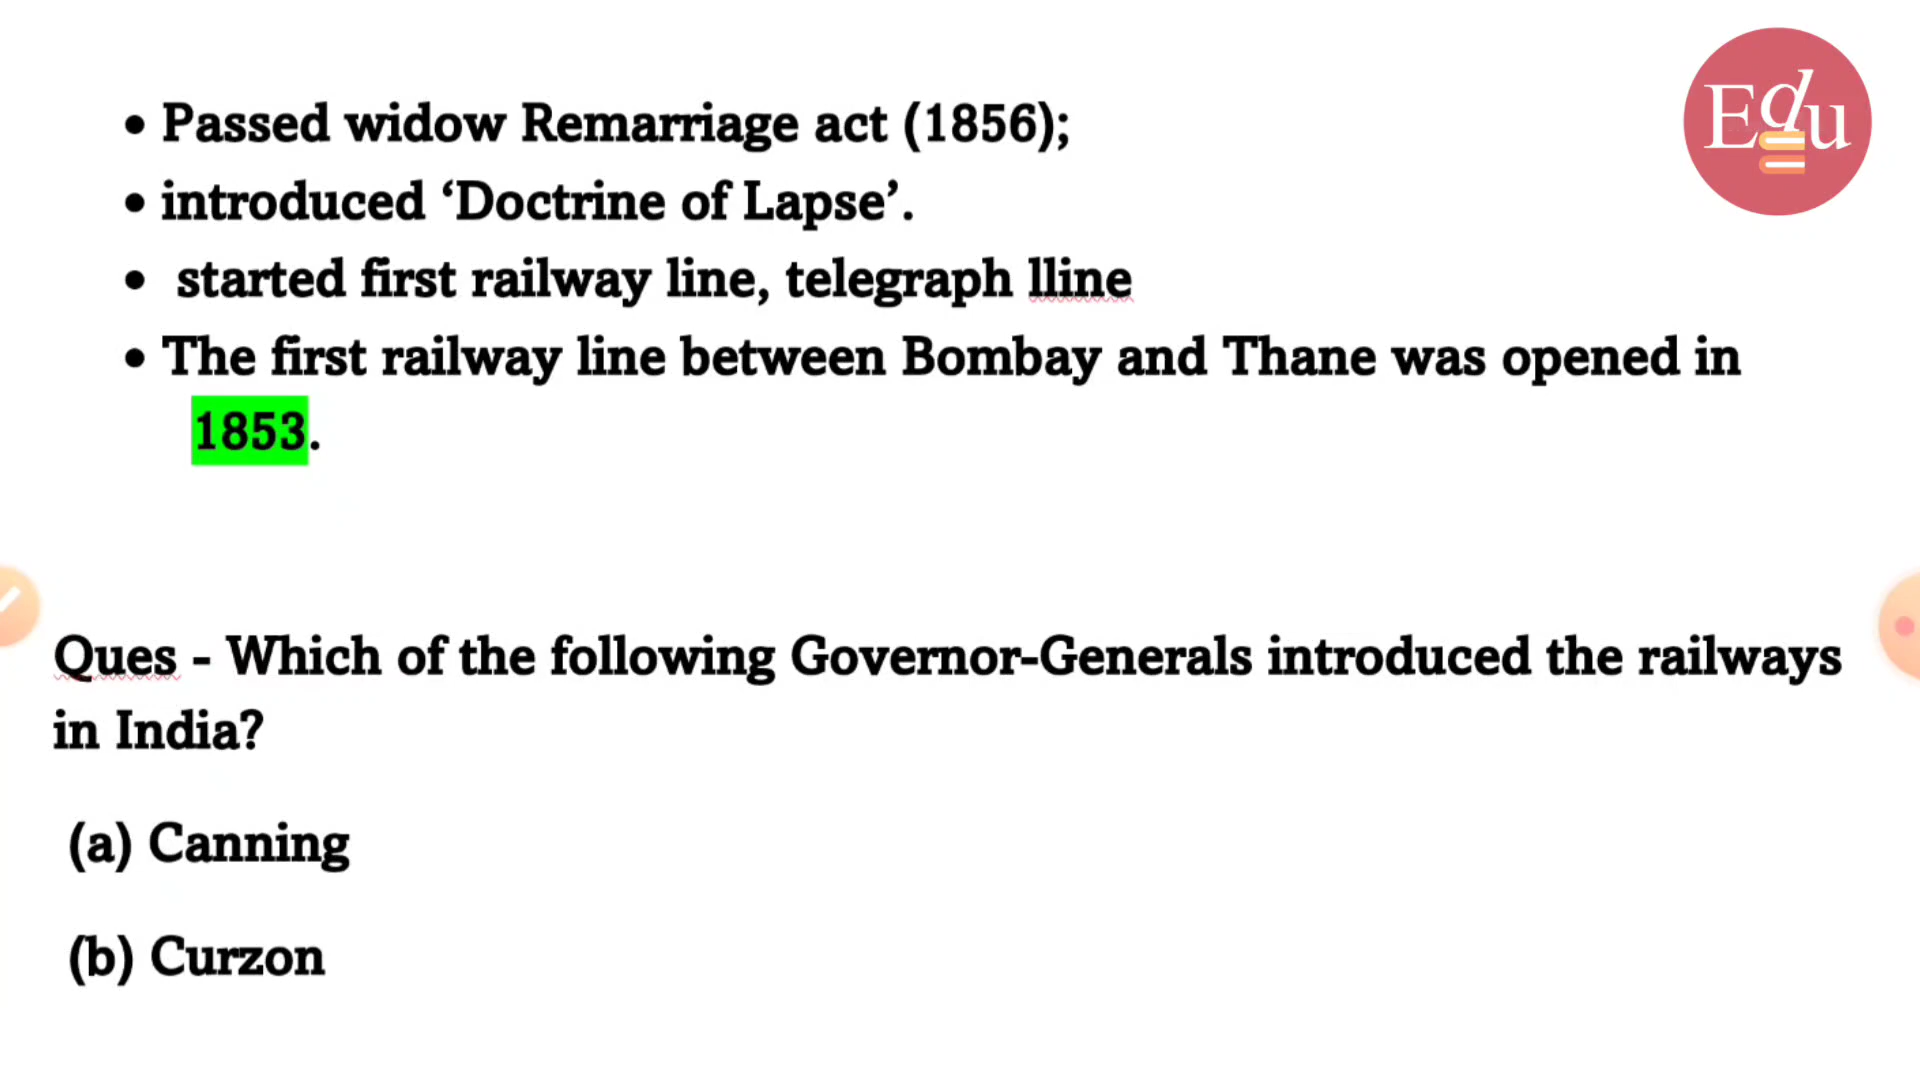 • Passed widow Remarriage act (1856);
Edu
• introduced ‘Doctrine of Lapse’.
• started first railway line, telegraph lline
• The first railway line between Bombay and Thane was opened in
1853.
Ques - Which of the following Governor-Generals introduced the railways
in India?
(a) Canning
(b) Curzon